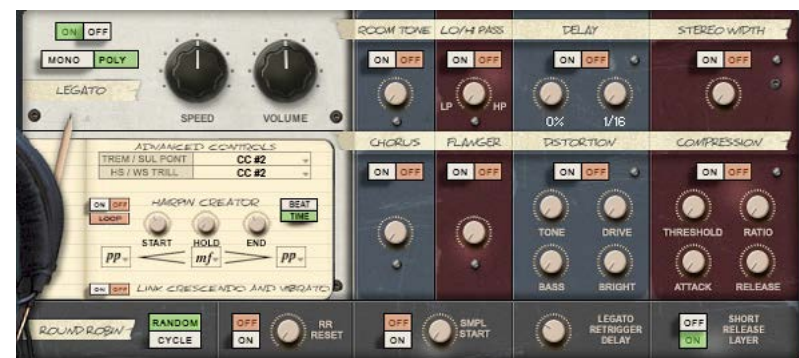 ON OFF
MONO POLY
LEGATO
SPEED VOLUME
ROOM TONE
ON OFF
LO/HI PASS
ON OFF
LP HP
DELAY
ON OFF
0% 1/16
STEREO WIDTH
ON OFF
ADVANCED CONTROLS
TREM / SUL PONT CC #2
HS / WS TRILL CC #2
ON OFF
LOOP
HAIRPIN CREATOR
BEAT
TIME
START HOLD END
pp mf pp
ON OFF LINK CRESCENDO AND VIBRATO
CHORUS
ON OFF
FLANGER
ON OFF
DISTORTION
ON OFF
TONE DRIVE
BASS BRIGHT
COMPRESSION
ON OFF
THRESHOLD RATIO
ATTACK RELEASE
ROUND ROBIN
RANDOM
CYCLE
OFF
ON
RR
RESET
OFF
ON
SMPL
START
LEGATO
RETRIGGER
DELAY
OFF
ON
SHORT
RELEASE
LAYER